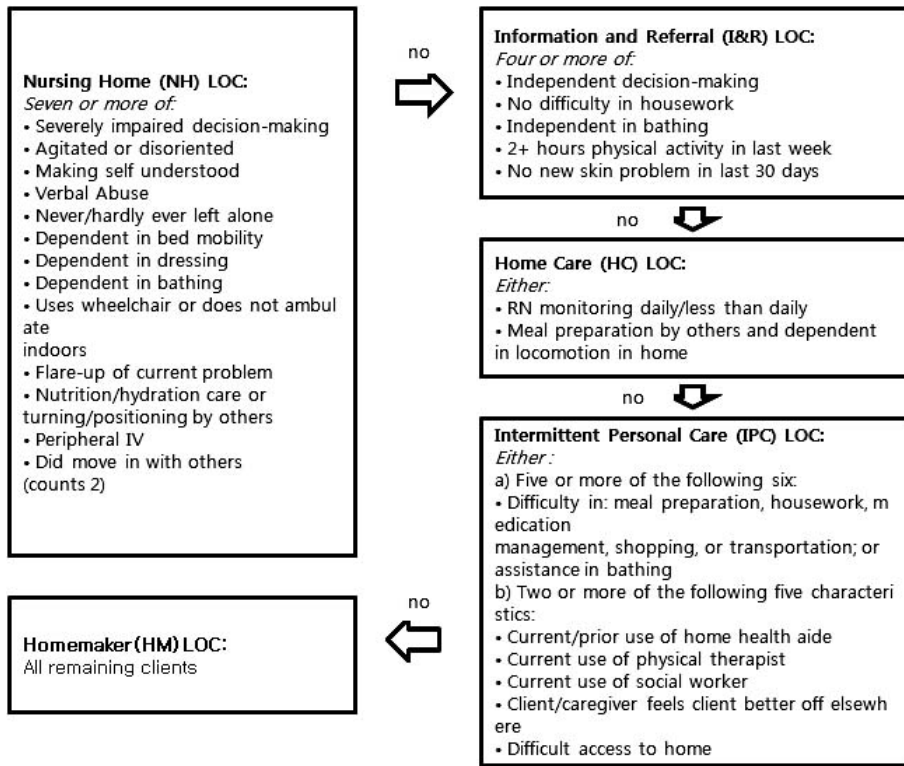 Nursing Home (NH) LOC:
Seven or more of:
• Severely impaired decision-making
• Agitated or disoriented
• Making self understood
• Verbal Abuse
• Never/hardly ever left alone
• Dependent in bed mobility
• Dependent in dressing
• Dependent in bathing
• Uses wheelchair or does not ambul
ate
indoors
• Flare-up of current problem
• Nutrition/hydration care or
turning/positioning by others
• Peripheral IV
• Did move in with others
(counts 2)
no
Information and Referral (I&R) LOC:
Four or more of:
• Independent decision-making
• No difficulty in housework
• Independent in bathing
• 2+ hours physical activity in last week
• No new skin problem in last 30 days
no
Home Care (HC) LOC:
Either:
• RN monitoring daily/less than daily
• Meal preparation by others and dependent
in locomotion in home
no
Intermittent Personal Care (IPC) LOC:
Either :
a) Five or more of the following six:
• Difficulty in: meal preparation, housework, m
edication
management, shopping, or transportation; or
assistance in bathing
b) Two or more of the following five characteri
stics:
• Current/prior use of home health aide
• Current use of physical therapist
• Current use of social worker
• Client/caregiver feels client better off elsewh
ere
• Difficult access to home
no
Homemaker(HM) LOC:
All remaining clients